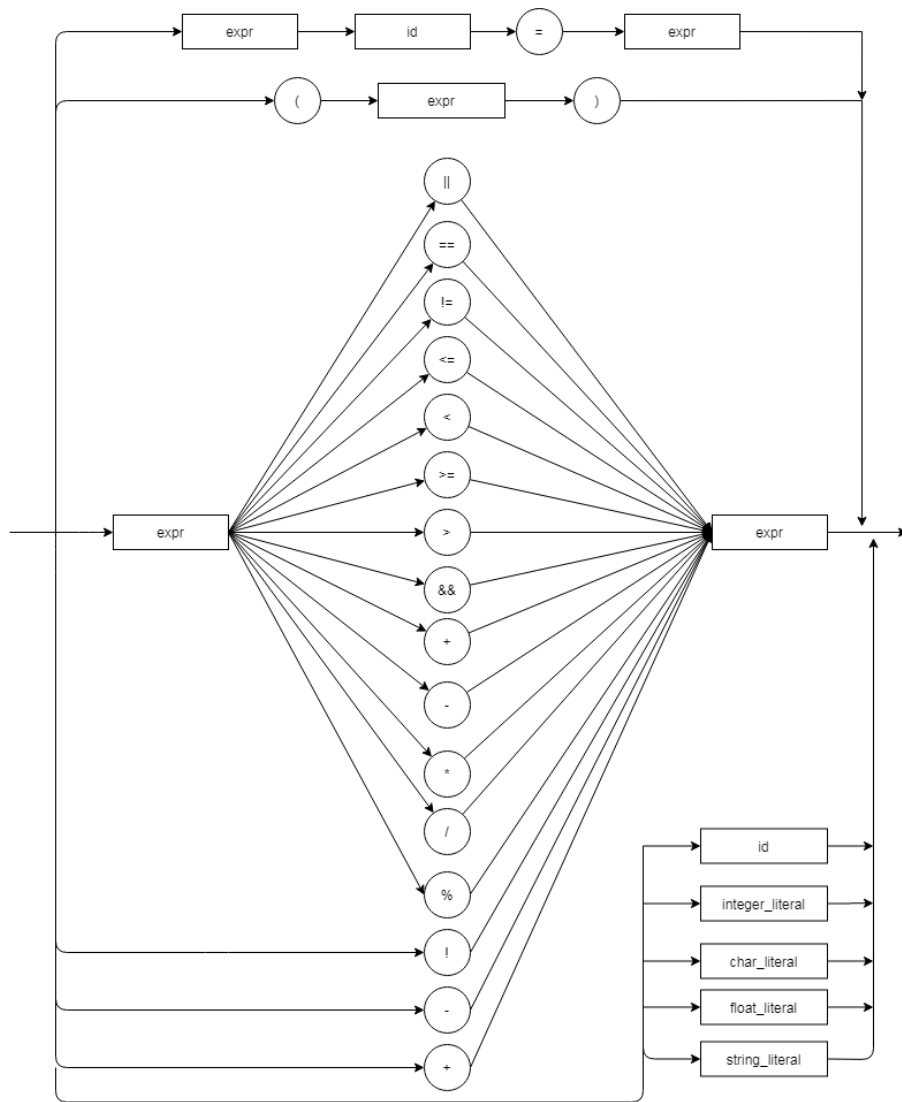 expr id = expr
( expr )
||
==
!=
<=
<
>=
expr > expr
&&
+
-
*
/
id
%
integer_literal
!
char_literal
-
float_literal
string_literal
+